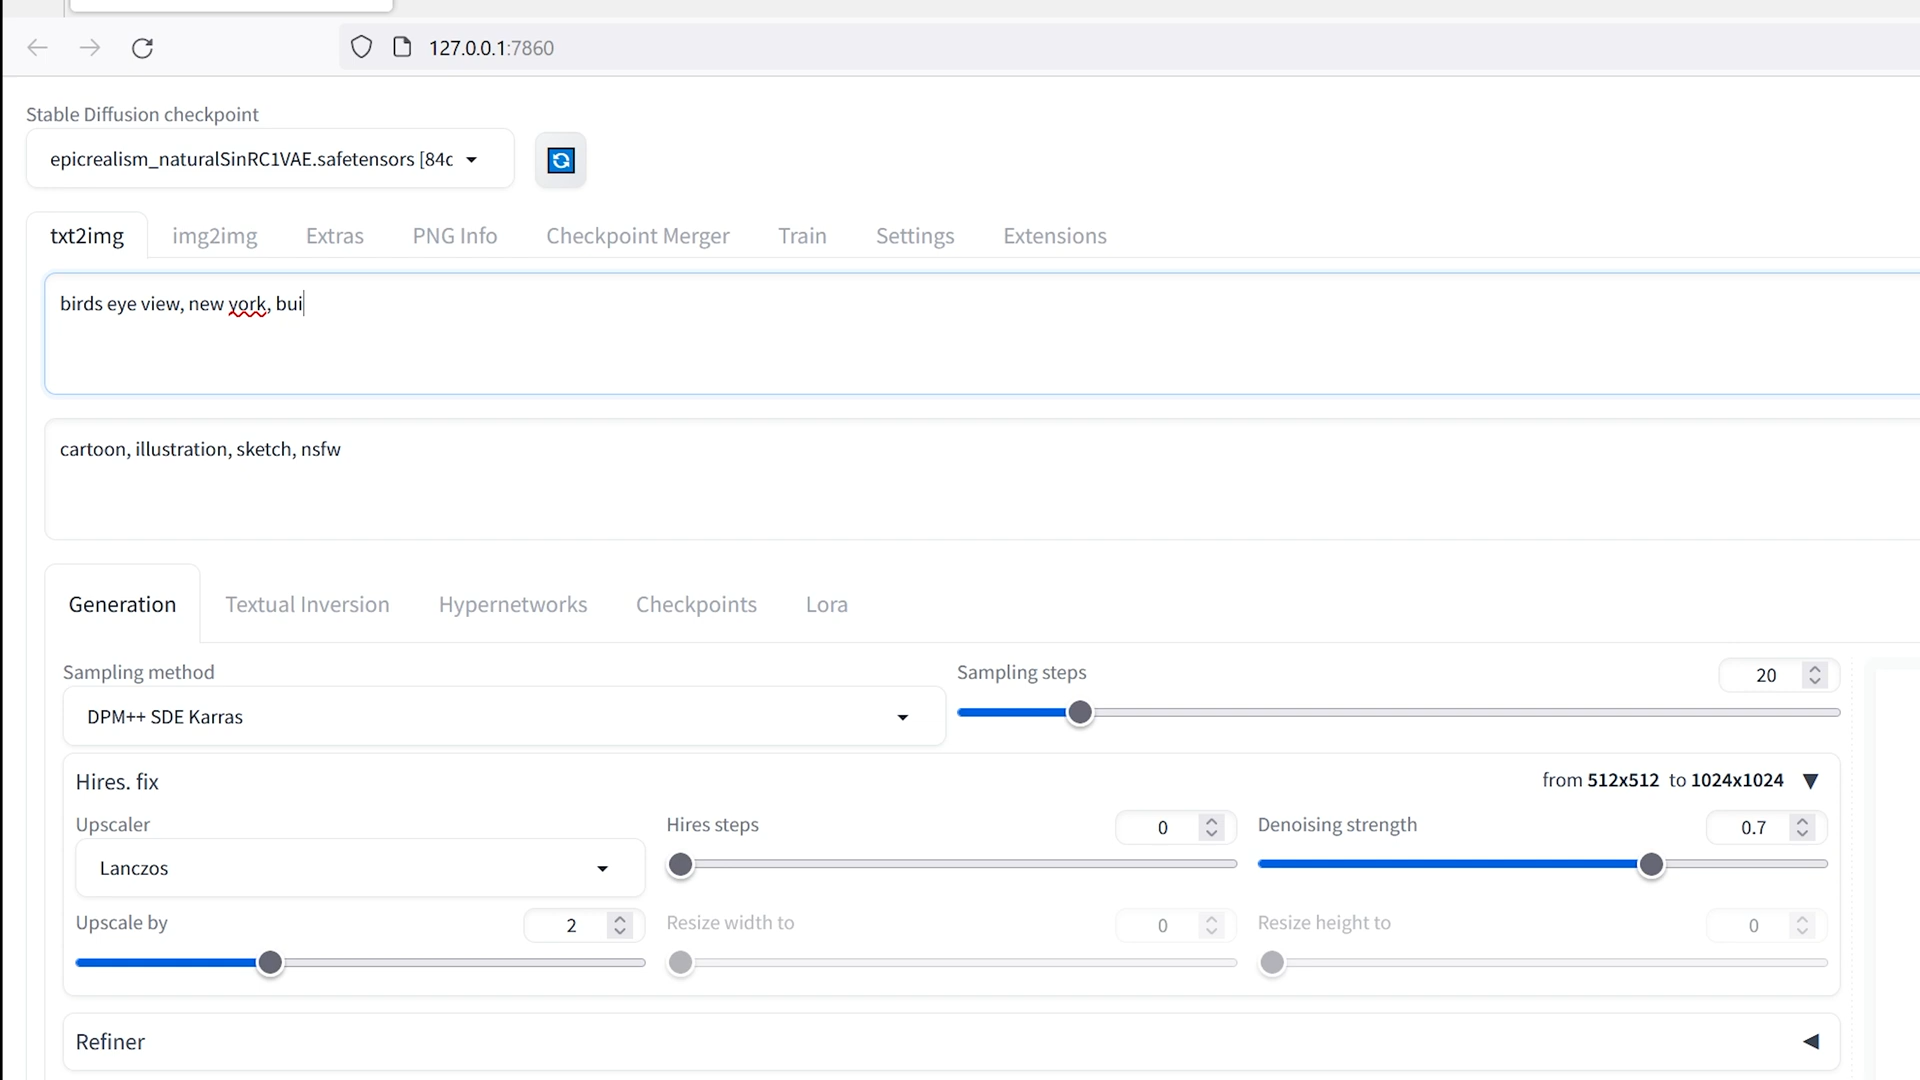 127.0.0.1:7860
Stable Diffusion checkpoint
epicrealism_naturalSinRC1VAE.safetensors [84c
txt2img img2img Extras PNG Info Checkpoint Merger Train Settings Extensions
birds eye view, new york, bui
cartoon, illustration, sketch, nsfw
Generation Textual Inversion Hypernetworks Checkpoints Lora
Sampling method Sampling steps 20
DPM++ SDE Karras
Hires. fix from 512x512 to 1024x1024
Upscaler Hires steps 0 Denoising strength 0.7
Lanczos
Upscale by 2 Resize width to 0 Resize height to 0
Refiner